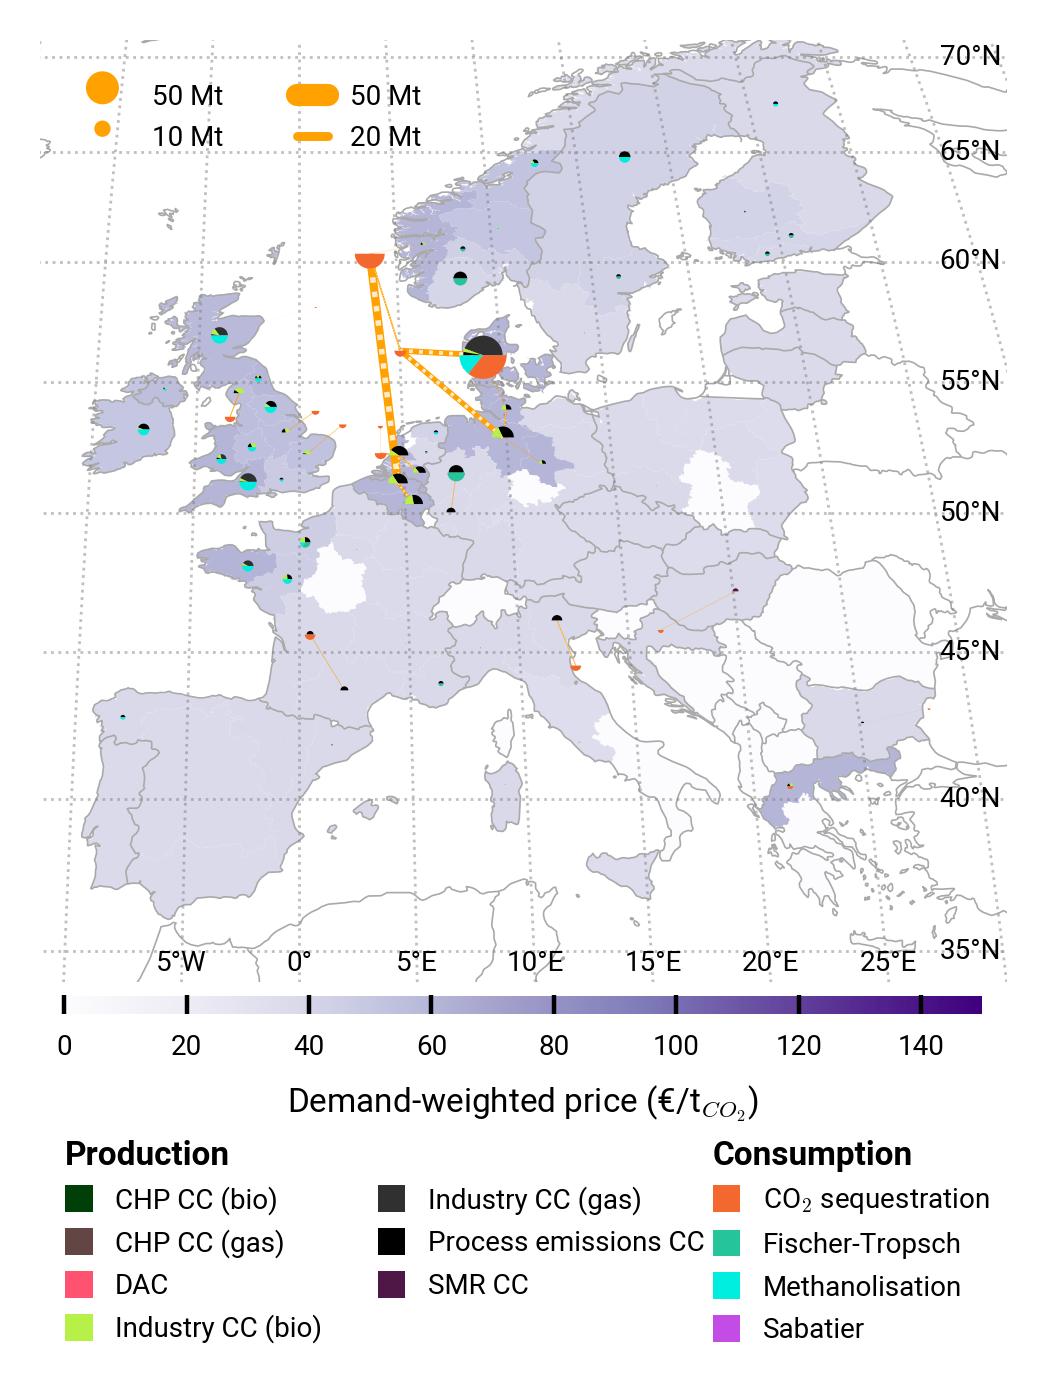 70°N
50 Mt
50 Mt
10 Mt
20 Mt
65°N
60°N
55°N
50°N
45°N
40°N
35°N
5°W
0°
5°E
10°E
15°E
20°E
25°E
0
20
40
60
80
100
120
140
Demand-weighted price (€/t_{CO_2})
Production
Consumption
CHP CC (bio)
Industry CC (gas)
CO₂ sequestration
CHP CC (gas)
Process emissions CC
Fischer-Tropsch
DAC
SMR CC
Methanolisation
Industry CC (bio)
Sabatier